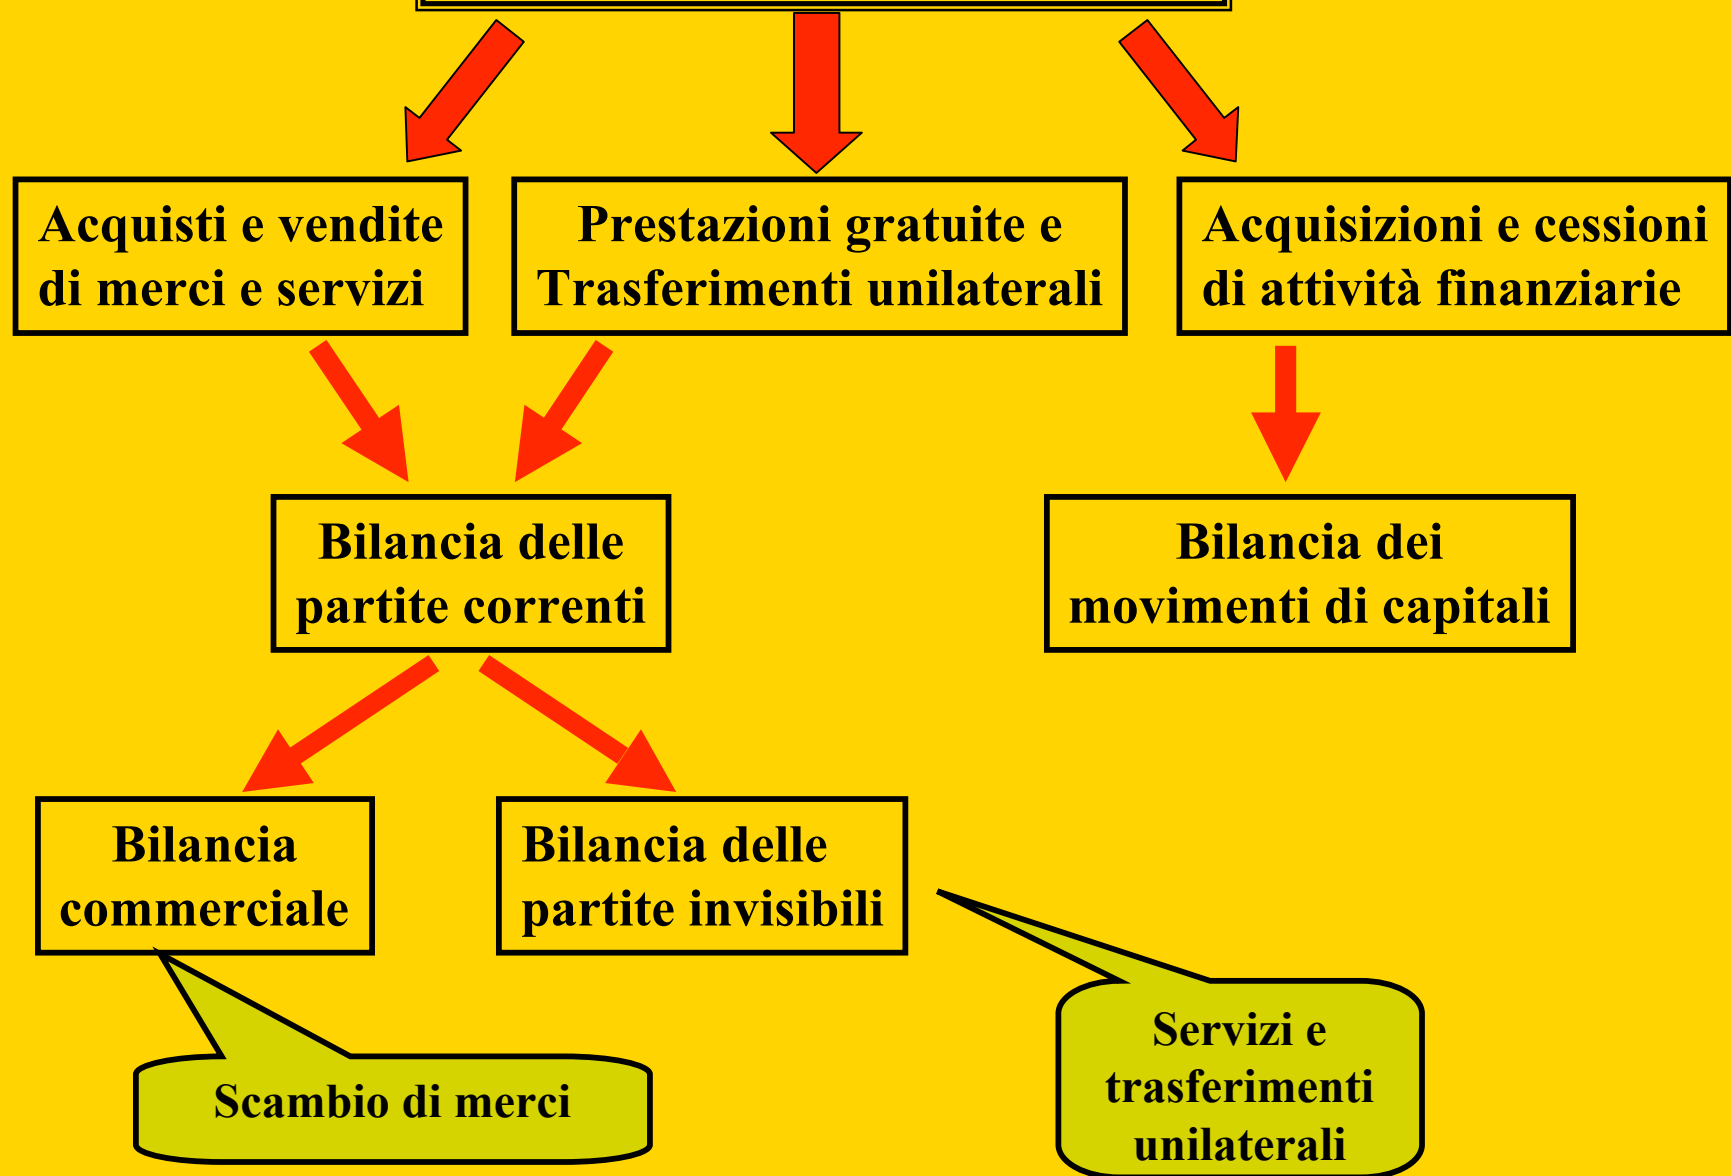 Acquisti e vendite
di merci e servizi
Prestazioni gratuite e
Trasferimenti unilaterali
Acquisizioni e cessioni
di attività finanziarie
Bilancia delle
partite correnti
Bilancia dei
movimenti di capitali
Bilancia
commerciale
Bilancia delle
partite invisibili
Scambio di merci
Servizi e
trasferimenti
unilaterali